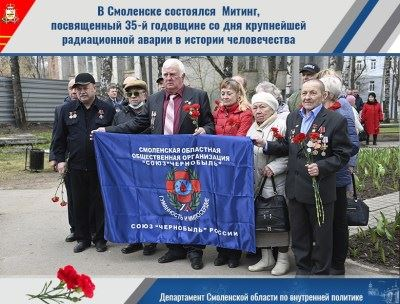 В Смоленске состоялся Митинг,
посвященный 35-й годовщине со дня крупнейшей
радиационной аварии в истории человечества
СМОЛЕНСКАЯ ОБЛАСТНАЯ
ОБЩЕСТВЕННАЯ ОРГАНИЗАЦИЯ
"СОЮЗ"ЧЕРНОБЫЛЬ"
ГУМАННОСТЬ И МИЛОСЕРДИЕ
СОЮЗ "ЧЕРНОБЫЛЬ" РОССИИ
Департамент Смоленской области по внутренней политике